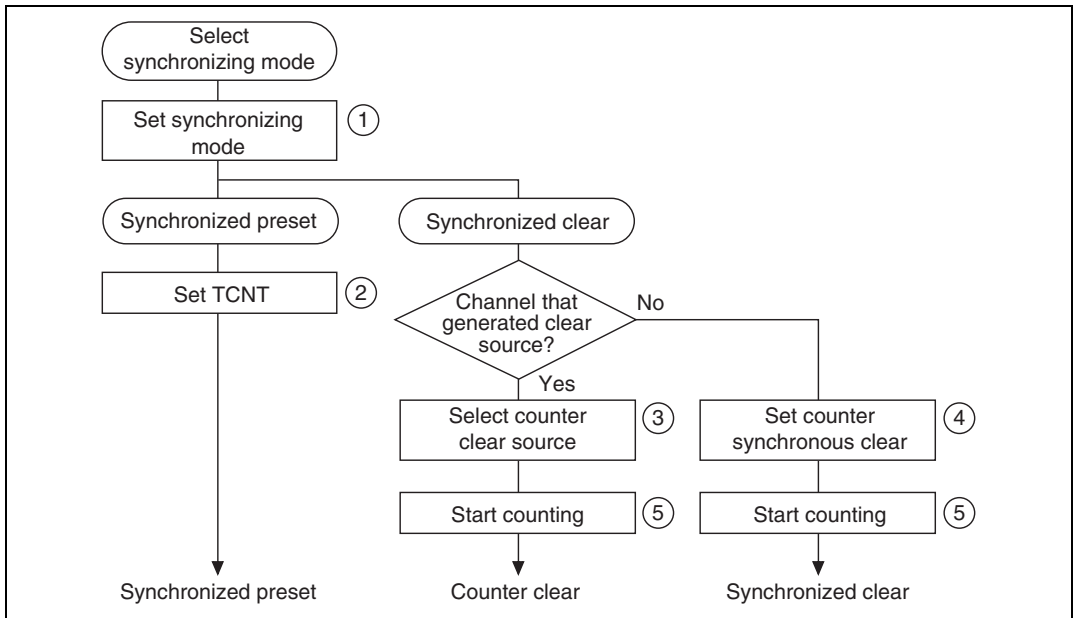 Select
synchronizing mode
Set synchronizing
mode
1
Synchronized preset
Synchronized clear
Set TCNT
2
Channel that
generated clear
source?
No
Yes
Select counter
clear source
3
Set counter
synchronous clear
4
Start counting
5
Start counting
5
Synchronized preset
Counter clear
Synchronized clear